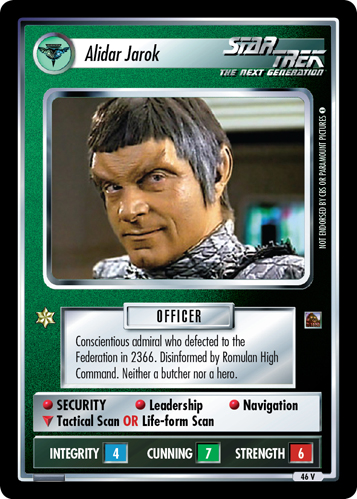 Alidar Jarok
STAR TREK
THE NEXT GENERATION
NOT ENDORSED BY CBS OR PARAMOUNT PICTURES
OFFICER
Conscientious admiral who defected to the
Federation in 2366. Disinformed by Romulan High
Command. Neither a butcher nor a hero.
SECURITY Leadership Navigation
Tactical Scan OR Life-form Scan
INTEGRITY 4 CUNNING 7 STRENGTH 6
46 V